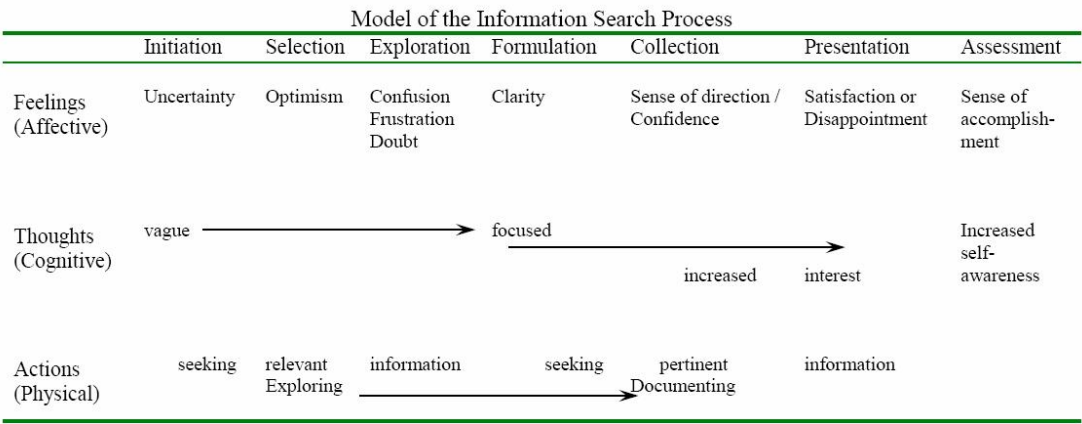 Model of the Information Search Process
Initiation Selection Exploration Formulation Collection Presentation Assessment
Feelings (Affective)
Uncertainty
Optimism
Confusion
Frustration
Doubt
Clarity
Sense of direction /
Confidence
Satisfaction or
Disappointment
Sense of
accomplish-
ment
Thoughts
(Cognitive)
vague
focused
increased interest
Increased
self-
awareness
Actions
(Physical)
seeking relevant information seeking pertinent information
Exploring Documenting